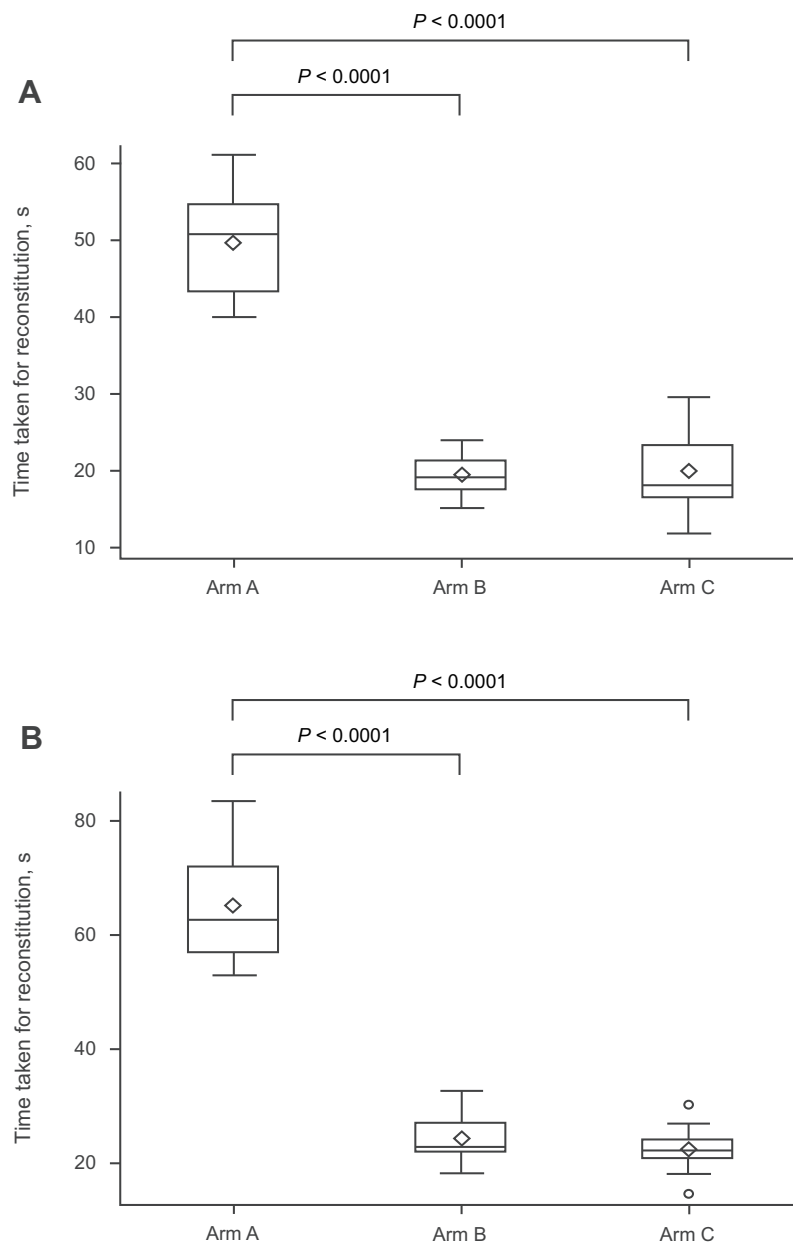 P < 0.0001
P < 0.0001
A
Time taken for reconstitution, s
60
50
40
30
20
10
Arm A
Arm B
Arm C
P < 0.0001
P < 0.0001
B
Time taken for reconstitution, s
80
60
40
20
Arm A
Arm B
Arm C